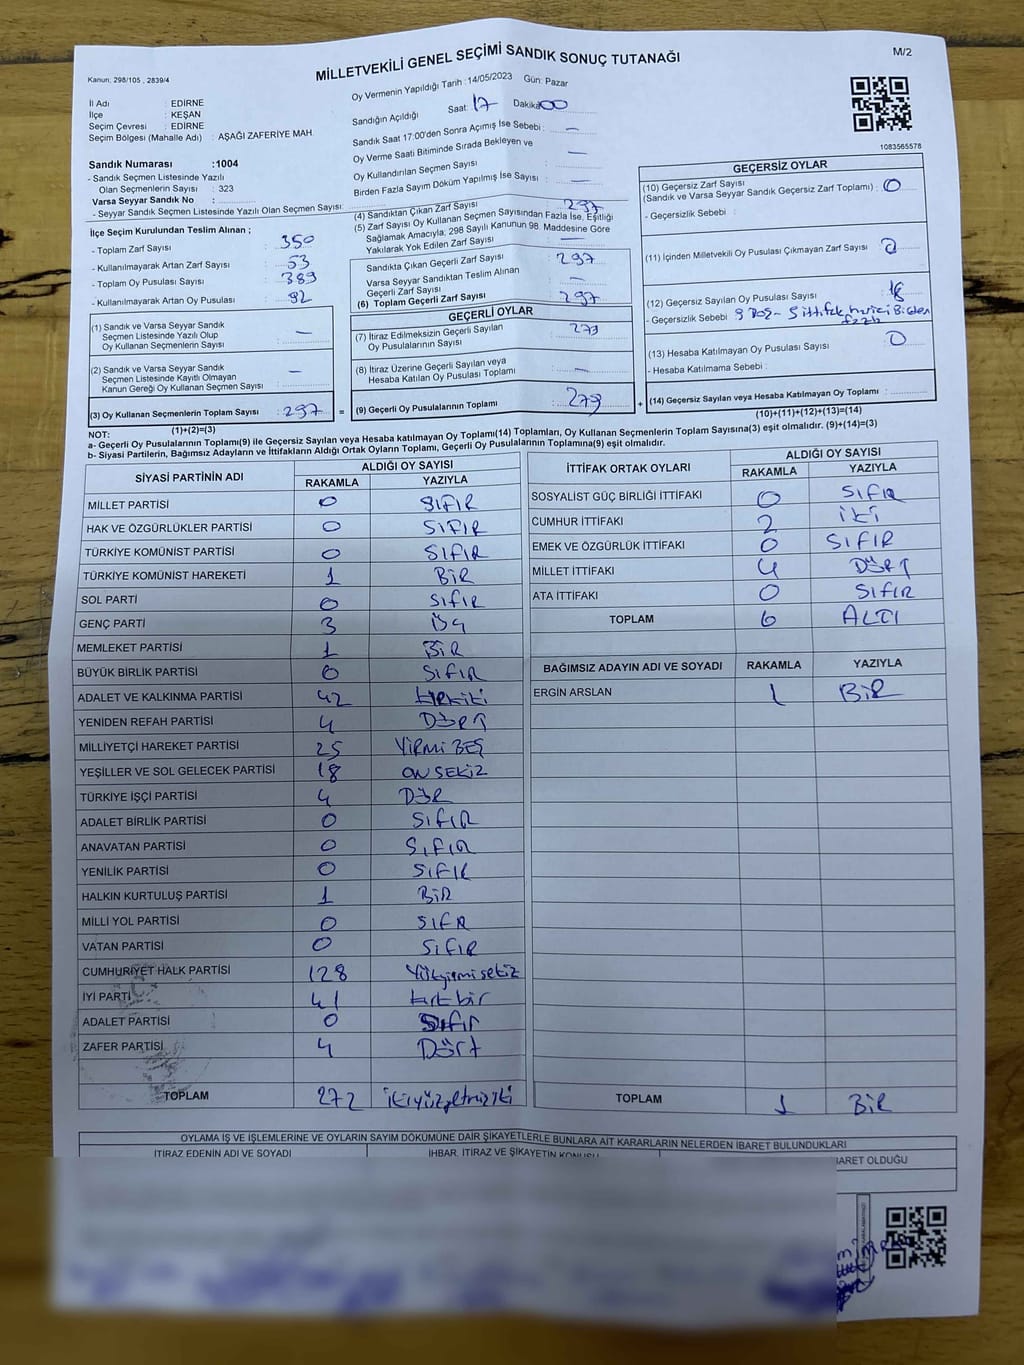 MİLLETVEKİLİ GENEL SEÇİMİ SANDIK SONUÇ TUTANAĞI
M/2
Kanun: 298/105 , 2839/4
İl Adı : EDİRNE
İlçe : KEŞAN
Seçim Çevresi : EDİRNE
Seçim Bölgesi (Mahalle Adı) : AŞAĞI ZAFERİYE MAH
Sandık Numarası :1004
- Sandık Seçmen Listesinde Yazılı
Olan Seçmenlerin Sayısı : 323
Varsa Seyyar Sandık No :
- Seyyar Sandık Seçmen Listesinde Yazılı Olan Seçmen Sayısı:
Oy Vermenin Yapıldığı Tarih : 14/05/2023 Gün: Pazar
Sandığın Açıldığı Saat: 17 Dakika: 00
Sandık Saat 17:00'den Sonra Açımış İse Sebebi : —
Oy Verme Saati Bitiminde Sırada Bekleyen ve
Oy Kullandırılan Seçmen Sayısı —
Birden Fazla Sayım Döküm Yapılmış İse Sayısı : —
1083565578
İlçe Seçim Kurulundan Teslim Alınan ;
- Toplam Zarf Sayısı : 350
- Kullanılmayarak Artan Zarf Sayısı : 53
- Toplam Oy Pusulası Sayısı : 389
- Kullanılmayarak Artan Oy Pusulası : 92
(4) Sandıktan Çıkan Zarf Sayısı : 297
(5) Zarf Sayısı Oy Kullanan Seçmen Sayısından Fazla İse, Eşitliği
Sağlamak Amacıyla; 298 Sayılı Kanunun 98. Maddesine Göre
Yakılarak Yok Edilen Zarf Sayısı —
Sandıkta Çıkan Geçerli Zarf Sayısı : 297
Varsa Seyyar Sandıktan Teslim Alınan
Geçerli Zarf Sayısı —
(6) Toplam Geçerli Zarf Sayısı : 297
GEÇERSİZ OYLAR
(10) Geçersiz Zarf Sayısı
(Sandık ve Varsa Seyyar Sandık Geçersiz Zarf Toplamı) : 0
- Geçersizlik Sebebi :
(11) İçinden Milletvekili Oy Pusulası Çıkmayan Zarf Sayısı : 0
(12) Geçersiz Sayılan Oy Pusulası Sayısı : 18
- Geçersizlik Sebebi
(13) Hesaba Katılmayan Oy Pusulası Sayısı : 0
- Hesaba Katılmama Sebebi :
(14) Geçersiz Sayılan veya Hesaba Katılmayan Oy Toplamı :
(10)+(11)+(12)+(13)=(14)
(1) Sandık ve Varsa Seyyar Sandık
Seçmen Listesinde Yazılı Olup
Oy Kullanan Seçmenlerin Sayısı : —
(2) Sandık ve Varsa Seyyar Sandık
Seçmen Listesinde Kayıtlı Olmayan
Kanun Gereği Oy Kullanan Seçmen Sayısı : —
(3) Oy Kullanan Seçmenlerin Toplam Sayısı : 297 =
(1)+(2)=(3)
GEÇERLİ OYLAR
(7) İtiraz Edilmeksizin Geçerli Sayılan
Oy Pusulalarının Sayısı : 279
(8) İtiraz Üzerine Geçerli Sayılan veya
Hesaba Katılan Oy Pusulası Toplamı : —
(9) Geçerli Oy Pusulalarının Toplamı : 279 +
NOT:
a- Geçerli Oy Pusulalarının Toplamı(9) ile Geçersiz Sayılan veya Hesaba katılmayan Oy Toplamı(14) Toplamları, Oy Kullanan Seçmenlerin Toplam Sayısına(3) eşit olmalıdır. (9)+(14)=(3)
b- Siyasi Partilerin, Bağımsız Adayların ve İttifakların Aldığı Ortak Oyların Toplamı, Geçerli Oy Pusulalarının Toplamına(9) eşit olmalıdır.
SİYASİ PARTİNİN ADI ALDIĞI OY SAYISI
RAKAMLA YAZIYLA
MİLLET PARTİSİ 0 SIFIR
HAK VE ÖZGÜRLÜKLER PARTİSİ 0 SIFIR
TÜRKİYE KOMÜNİST PARTİSİ 0 SIFIR
TÜRKİYE KOMÜNİST HAREKETİ 1 BİR
SOL PARTİ 0 SIFIR
GENÇ PARTİ 3 ÜÇ
MEMLEKET PARTİSİ 1 BİR
BÜYÜK BİRLİK PARTİSİ 0 SIFIR
ADALET VE KALKINMA PARTİSİ 42 kırkiki
YENİDEN REFAH PARTİSİ 4 DÖRT
MİLLİYETÇİ HAREKET PARTİSİ 25 YİRMİ BEŞ
YEŞİLLER VE SOL GELECEK PARTİSİ 18 ONSEKİZ
TÜRKİYE İŞÇİ PARTİSİ 4 DÖR
ADALET BİRLİK PARTİSİ 0 SIFIR
ANAVATAN PARTİSİ 0 SIFIR
YENİLİK PARTİSİ 0 SIFIR
HALKIN KURTULUŞ PARTİSİ 1 BİR
MİLLİ YOL PARTİSİ 0 SIFR
VATAN PARTİSİ 0 SIFIR
CUMHURİYET HALK PARTİSİ 128
İYİ PARTİ 41 kırkbir
ADALET PARTİSİ 0 Sıfır
ZAFER PARTİSİ 4 Dört
TOPLAM 272
İTTİFAK ORTAK OYLARI ALDIĞI OY SAYISI
RAKAMLA YAZIYLA
SOSYALİST GÜÇ BİRLİĞİ İTTİFAKI 0 SIFIR
CUMHUR İTTİFAKI 2 İKİ
EMEK VE ÖZGÜRLÜK İTTİFAKI 0 SIFIR
MİLLET İTTİFAKI 4 DÖRT
ATA İTTİFAKI 0 SIFIR
TOPLAM 6 ALTI
BAĞIMSIZ ADAYIN ADI VE SOYADI RAKAMLA YAZIYLA
ERGİN ARSLAN 1 BİR
TOPLAM 1 BİR
OYLAMA İŞ VE İŞLEMLERİNE VE OYLARIN SAYIM DÖKÜMÜNE DAİR ŞİKAYETLERLE BUNLARA AİT KARARLARIN NELERDEN İBARET BULUNDUKLARI
İTİRAZ EDENİN ADI VE SOYADI İHBAR, İTİRAZ VE ŞİKAYETİN KONUSU BARET OLDUĞU